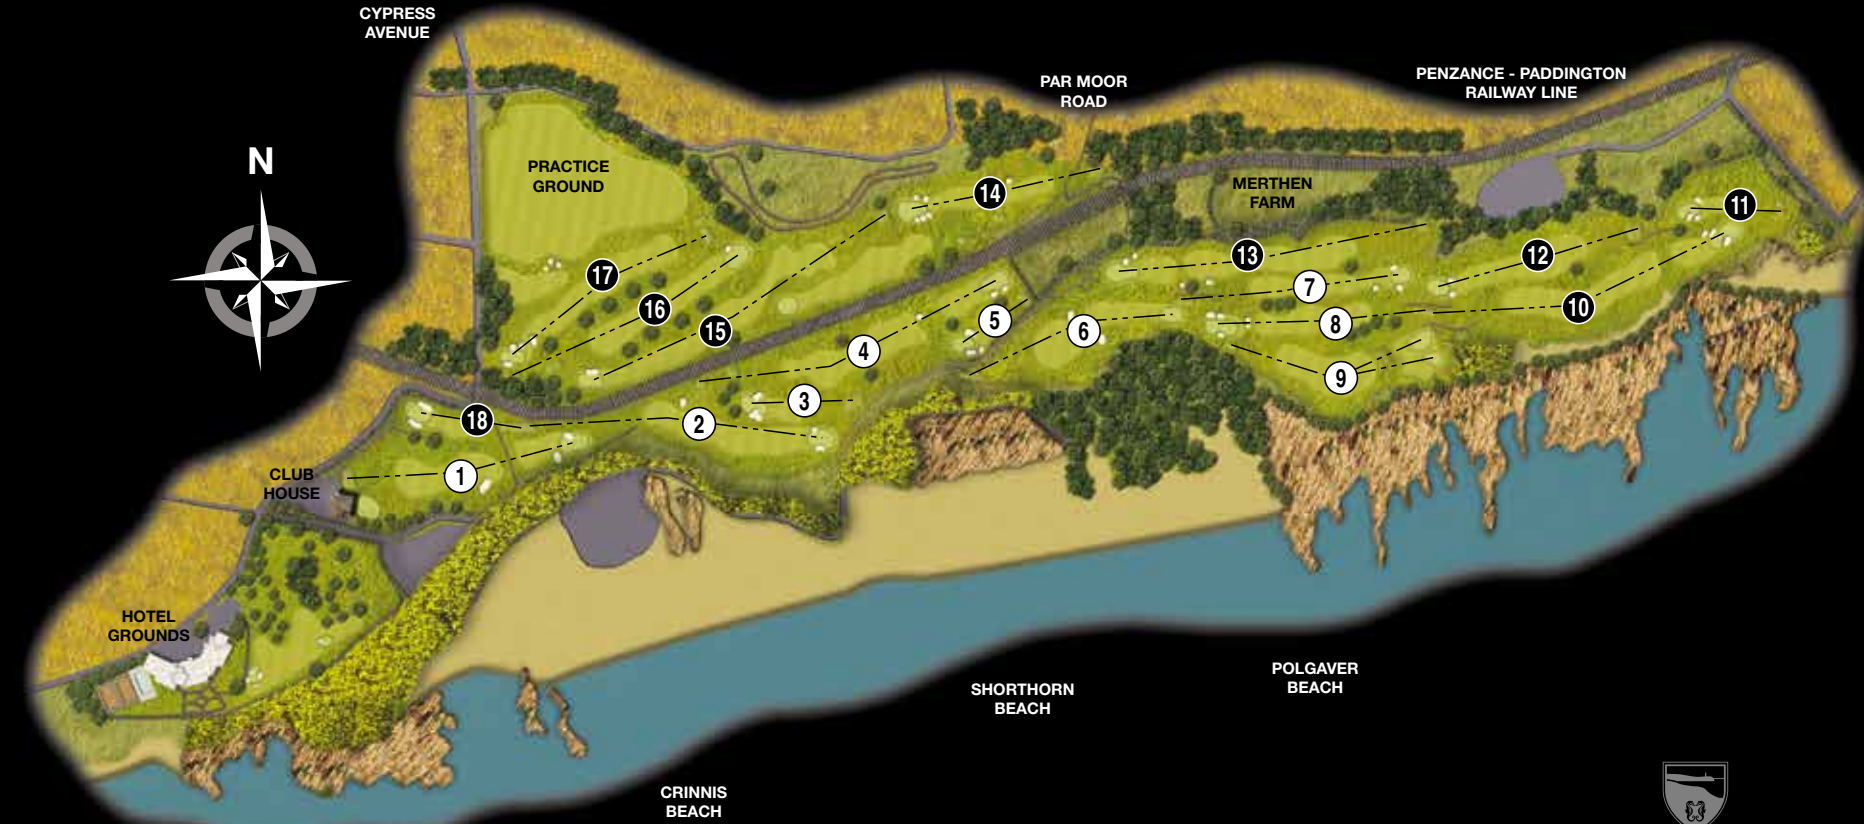 CYPRESS
AVENUE
PAR MOOR
ROAD
PENZANCE - PADDINGTON
RAILWAY LINE
N
PRACTICE
GROUND
MERTHEN
FARM
14
11
17
13
12
16
7
10
15
5
6
8
4
9
3
18
2
1
CLUB
HOUSE
HOTEL
GROUNDS
SHORTHORN
BEACH
POLGAVER
BEACH
CRINNIS
BEACH